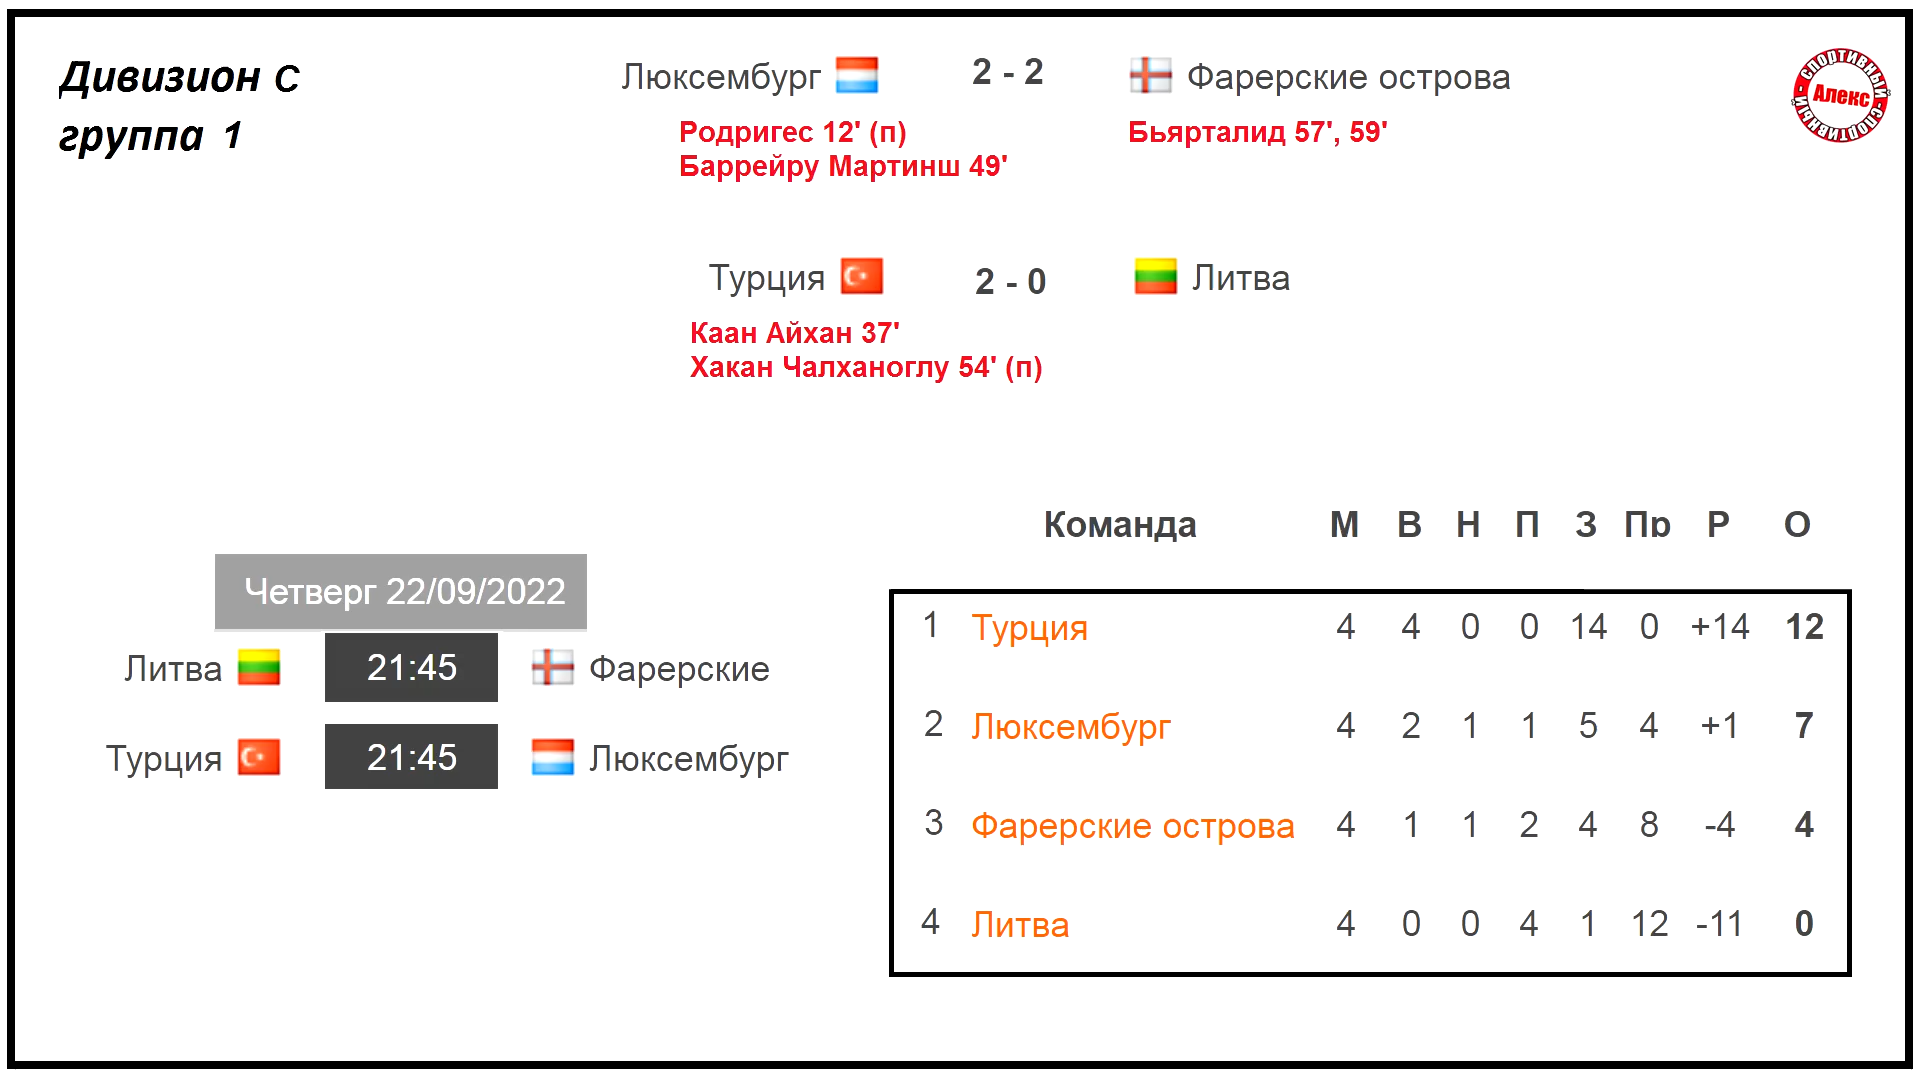 Дивизион С
группа 1
Люксембург 2 - 2 Фарерские острова
Родригес 12' (п)
Баррейру Мартинш 49'
Бьярталид 57', 59'
СПОРТИВНЫЙ
Алекс
СПОРТИВНЫЙ
Турция 2 - 0 Литва
Каан Айхан 37'
Хакан Чалханоглу 54' (п)
Четверг 22/09/2022
Литва 21:45 Фарерские
Турция 21:45 Люксембург
Команда М В Н П З Пр Р О
1 Турция 4 4 0 0 14 0 +14 12
2 Люксембург 4 2 1 1 5 4 +1 7
3 Фарерские острова 4 1 1 2 4 8 -4 4
4 Литва 4 0 0 4 1 12 -11 0